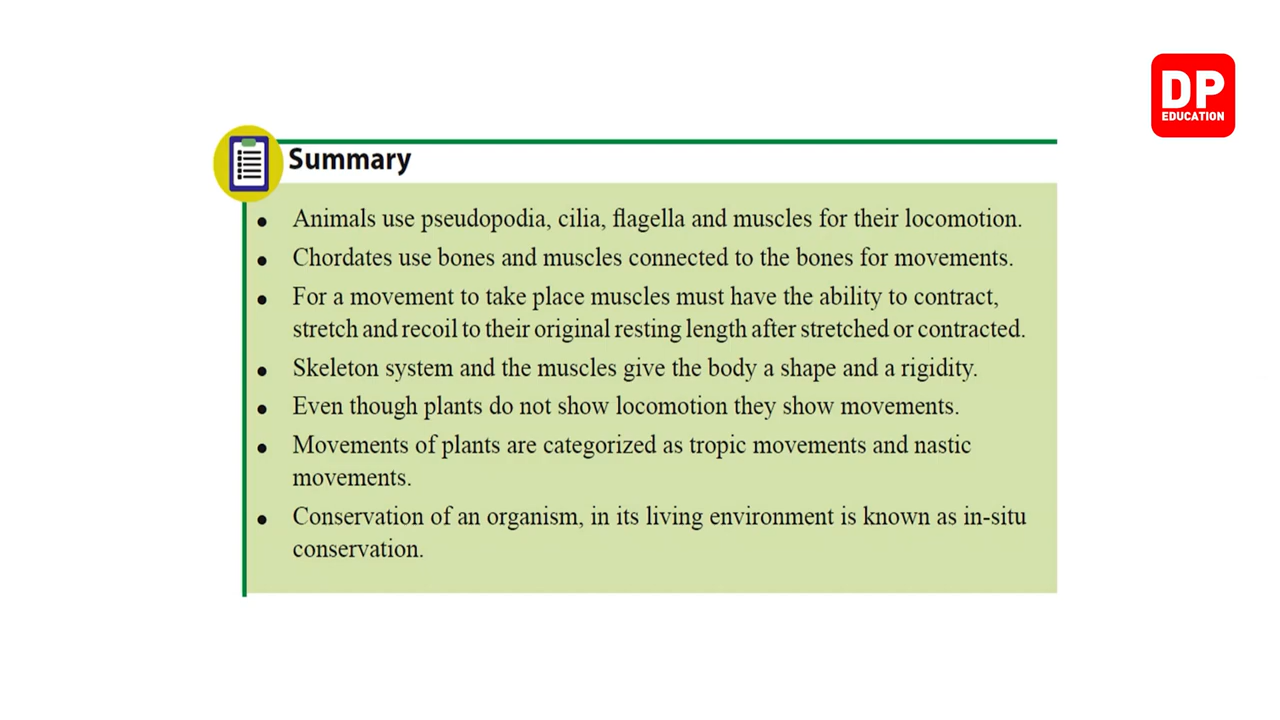 DP
EDUCATION
Summary
• Animals use pseudopodia, cilia, flagella and muscles for their locomotion.
• Chordates use bones and muscles connected to the bones for movements.
• For a movement to take place muscles must have the ability to contract,
stretch and recoil to their original resting length after stretched or contracted.
• Skeleton system and the muscles give the body a shape and a rigidity.
• Even though plants do not show locomotion they show movements.
• Movements of plants are categorized as tropic movements and nastic
movements.
• Conservation of an organism, in its living environment is known as in-situ
conservation.